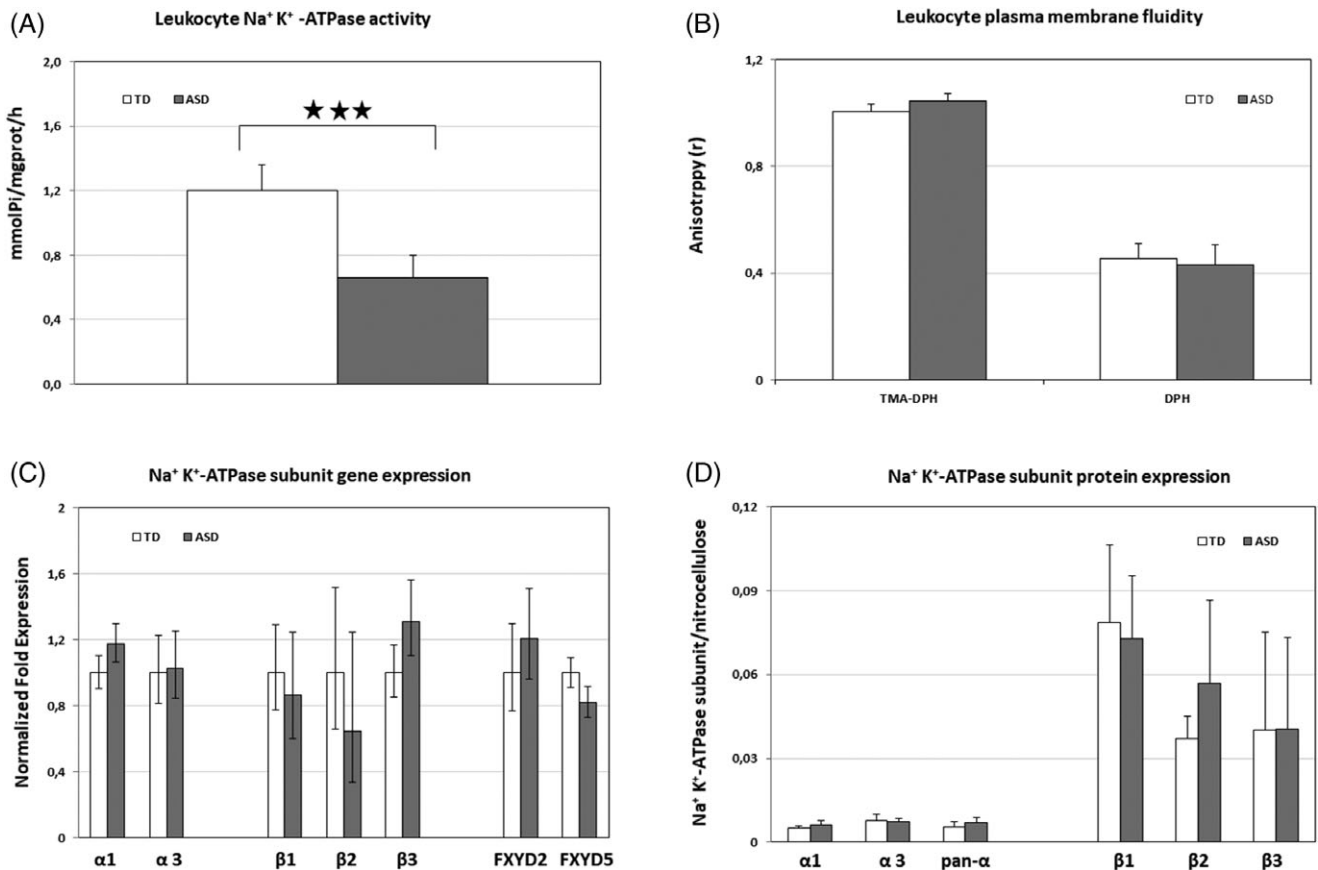 (A)
Leukocyte Na⁺ K⁺ -ATPase activity
mmolPi/mgprot/h
2,0
1,6
1,2
0,8
0,4
0,0
TD ASD
★★★
(B)
Leukocyte plasma membrane fluidity
Anisotrppy (r)
1,2
0,8
0,4
0
TD ASD
TMA-DPH DPH
(C)
Na⁺ K⁺-ATPase subunit gene expression
Normalized Fold Expression
2
1,6
1,2
0,8
0,4
0
TD ASD
α1 α 3 β1 β2 β3 FXYD2 FXYD5
(D)
Na⁺ K⁺-ATPase subunit protein expression
Na⁺ K⁺-ATPase subunit/nitrocellulose
0,12
0,09
0,06
0,03
0
TD ASD
α1 α 3 pan-α β1 β2 β3